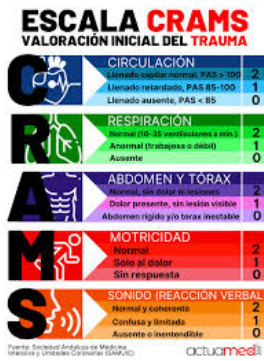 ESCALA CRAMS
VALORACIÓN INICIAL DEL TRAUMA
C
CIRCULACIÓN
Llenado capilar normal, PAS > 100 2
Llenado retardado, PAS 85-100 1
Llenado ausente, PAS < 85 0
R
RESPIRACIÓN
Normal (10-35 ventilaciones a min.) 2
Anormal (trabajosa o débil) 1
Ausente 0
A
ABDOMEN Y TÓRAX
Normal, sin dolor ni lesiones 2
Dolor presente, sin lesión visible 1
Abdomen rígido y/o tórax inestable 0
M
MOTRICIDAD
Normal 2
Sólo al dolor 1
Sin respuesta 0
S
SONIDO (REACCIÓN VERBAL
Normal y coherente 2
Confusa y limitada 1
Ausente o inentendible 0
Fuente: Sociedad Andaluza de Medicina
Intensiva y Unidades Coronarias (SAMIUC)
actuamed